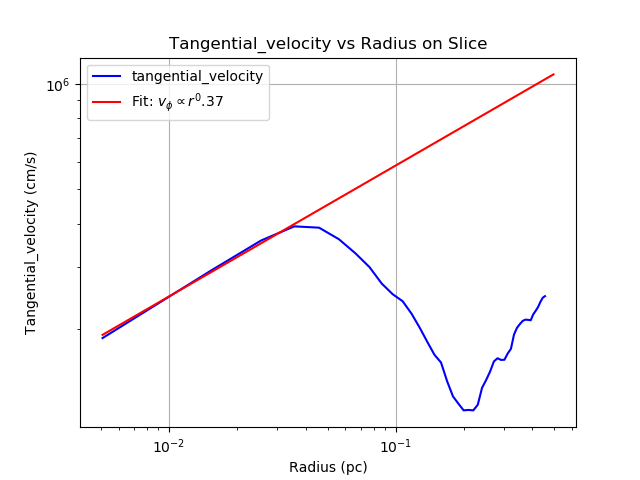 Tangential_velocity vs Radius on Slice
tangential_velocity
Fit: $v_\phi \propto r^0.37$
10^6
Tangential_velocity (cm/s)
10^-2
10^-1
Radius (pc)